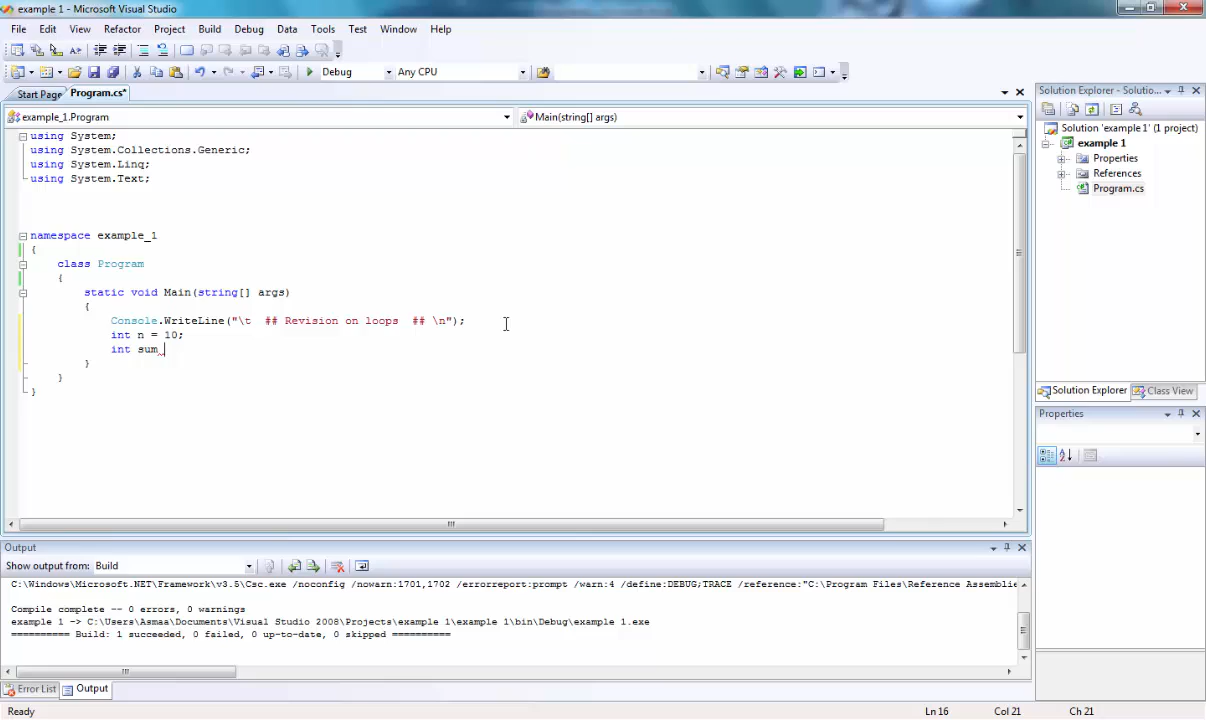 example 1 - Microsoft Visual Studio
File Edit View Refactor Project Build Debug Data Tools Test Window Help
Debug Any CPU
Start Page Program.cs*
example_1.Program Main(string[] args)
using System;
using System.Collections.Generic;
using System.Linq;
using System.Text;
namespace example_1
{
class Program
{
static void Main(string[] args)
{
Console.WriteLine("\t ## Revision on loops ## \n");
int n = 10;
int sum
}
}
}
Solution Explorer - Solutio...
Solution 'example 1' (1 project)
example 1
Properties
References
Program.cs
Solution Explorer Class View
Properties
Output
Show output from: Build
C:\Windows\Microsoft.NET\Framework\v3.5\Csc.exe /noconfig /nowarn:1701,1702 /errorreport:prompt /warn:4 /define:DEBUG;TRACE /reference:"C:\Program Files\Reference Assemblie
Compile complete -- 0 errors, 0 warnings
example 1 -> C:\Users\Asmaa\Documents\Visual Studio 2008\Projects\example 1\example 1\bin\Debug\example 1.exe
========== Build: 1 succeeded, 0 failed, 0 up-to-date, 0 skipped ==========
Error List Output
Ready Ln 16 Col 21 Ch 21